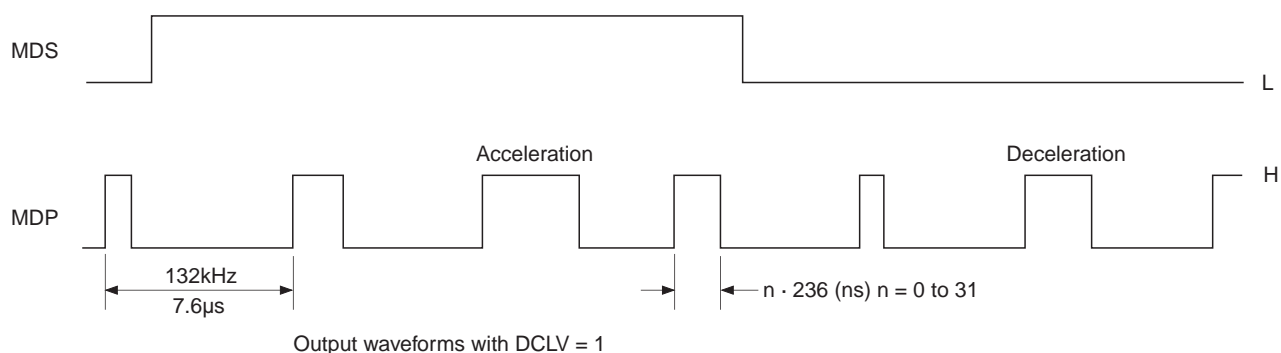 MDS
L
Acceleration
Deceleration
H
MDP
132kHz
7.6µs
n · 236 (ns) n = 0 to 31
Output waveforms with DCLV = 1